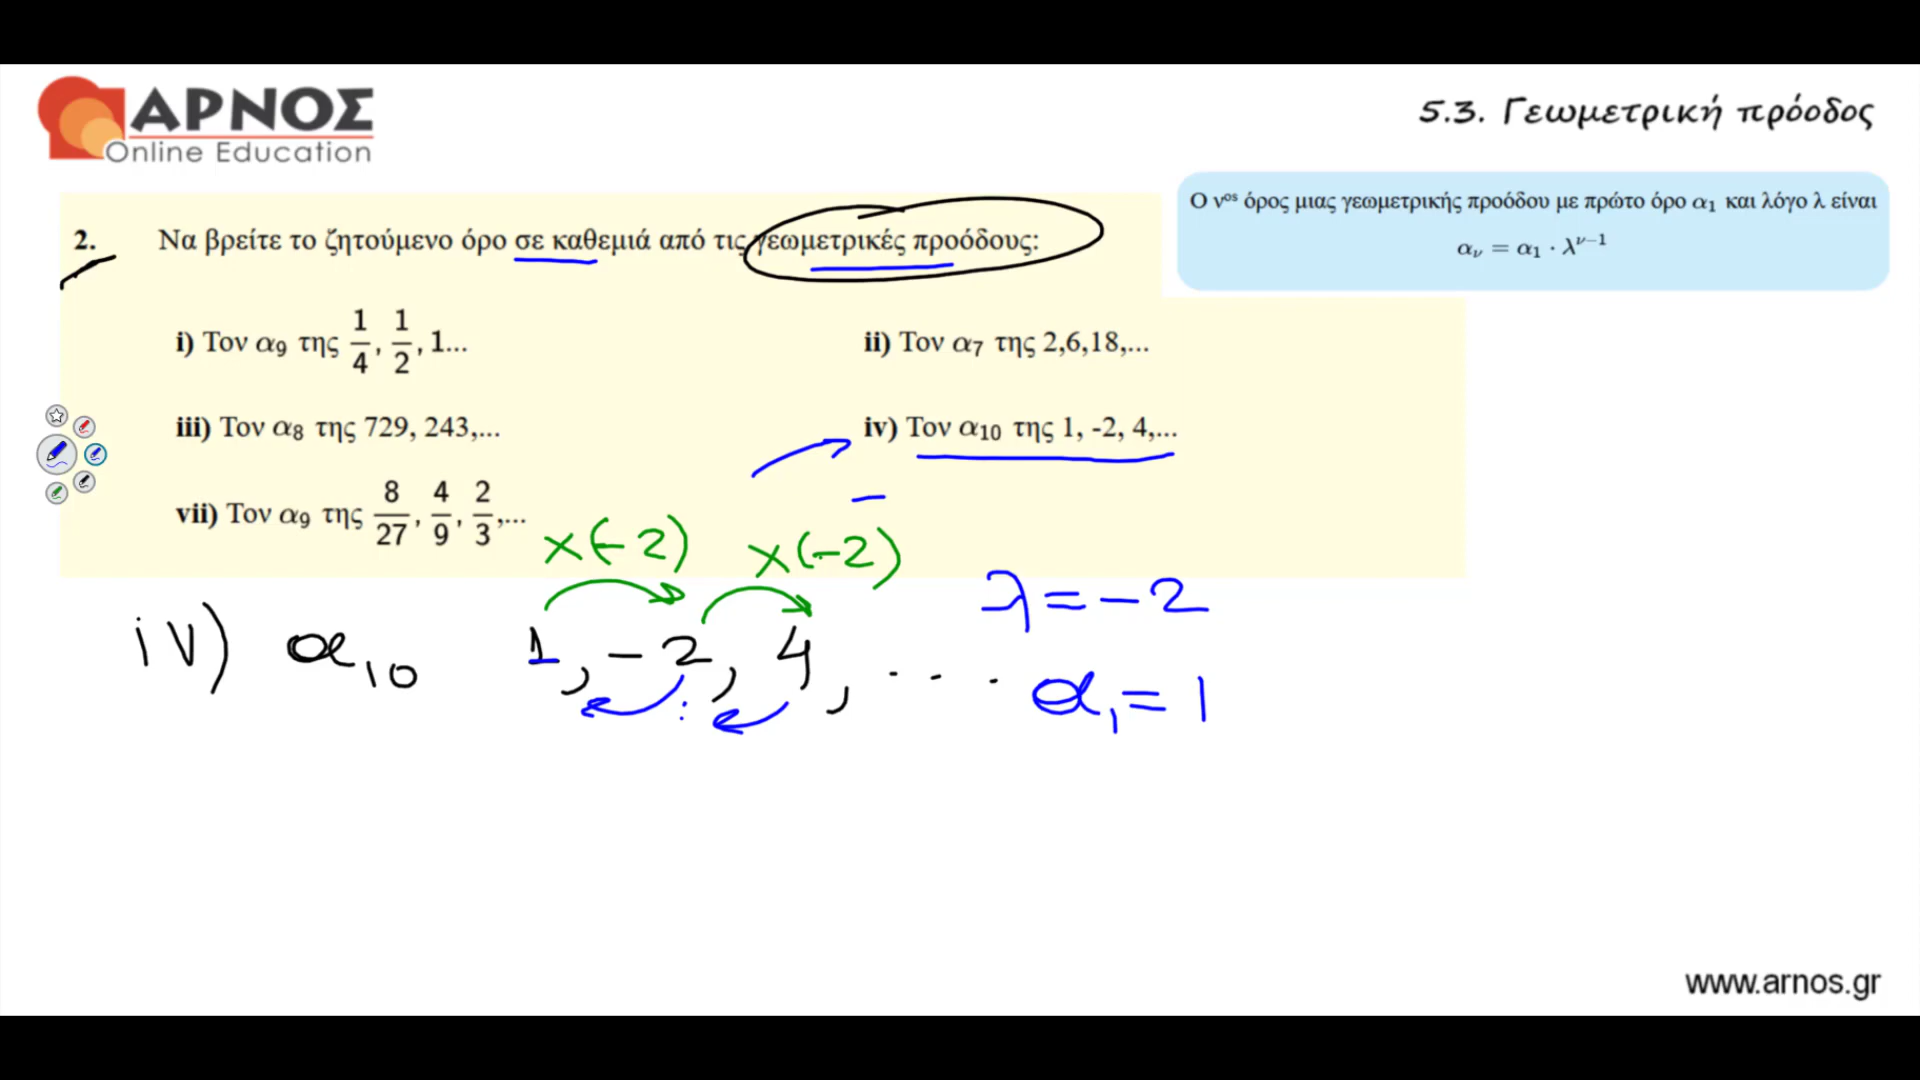 ΑΡΝΟΣ
Online Education
5.3. Γεωμετρική πρόοδος
Ο νος όρος μιας γεωμετρικής προόδου με πρώτο όρο α₁ και λόγο λ είναι
αᵥ = α₁ · λ^(ν−1)
2. Να βρείτε το ζητούμενο όρο σε καθεμιά από τις γεωμετρικές προόδους:
i) Τον α₉ της 1/4, 1/2, 1...
ii) Τον α₇ της 2,6,18,...
iii) Τον α₈ της 729, 243,...
iv) Τον α₁₀ της 1, -2, 4,...
vii) Τον α₉ της 8/27, 4/9, 2/3,...
x(-2) x(-2)
λ=-2
iv) α₁₀ 1, -2, 4, ....
:
α₁=1
www.arnos.gr